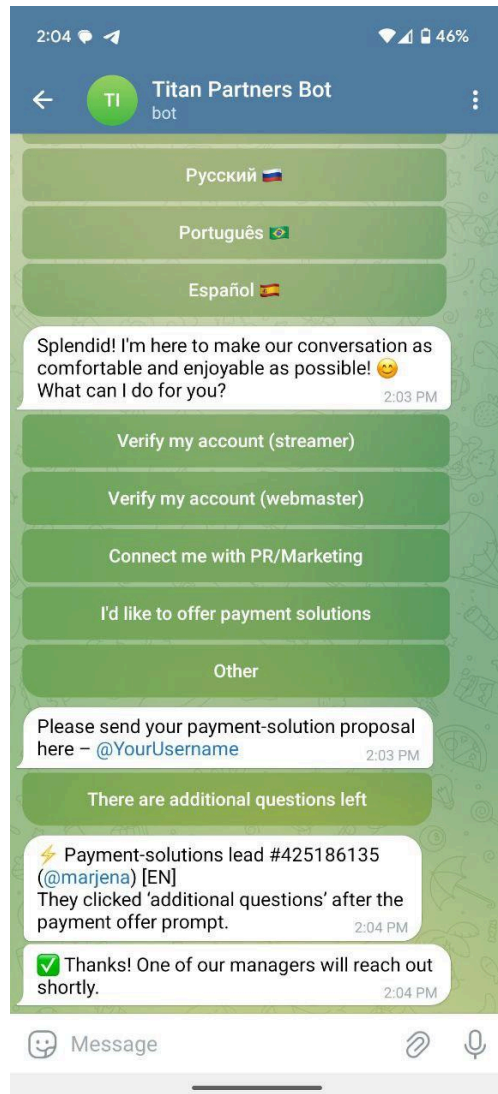 2:04
46%
TI
Titan Partners Bot
bot
Русский 🇷🇺
Português 🇧🇷
Español 🇪🇸
Splendid! I'm here to make our conversation as
comfortable and enjoyable as possible! 😊
What can I do for you?
2:03 PM
Verify my account (streamer)
Verify my account (webmaster)
Connect me with PR/Marketing
I'd like to offer payment solutions
Other
Please send your payment-solution proposal
here – @YourUsername
2:03 PM
There are additional questions left
⚡ Payment-solutions lead #425186135
(@marjena) [EN]
They clicked ‘additional questions’ after the
payment offer prompt.
2:04 PM
✅ Thanks! One of our managers will reach out
shortly.
2:04 PM
Message